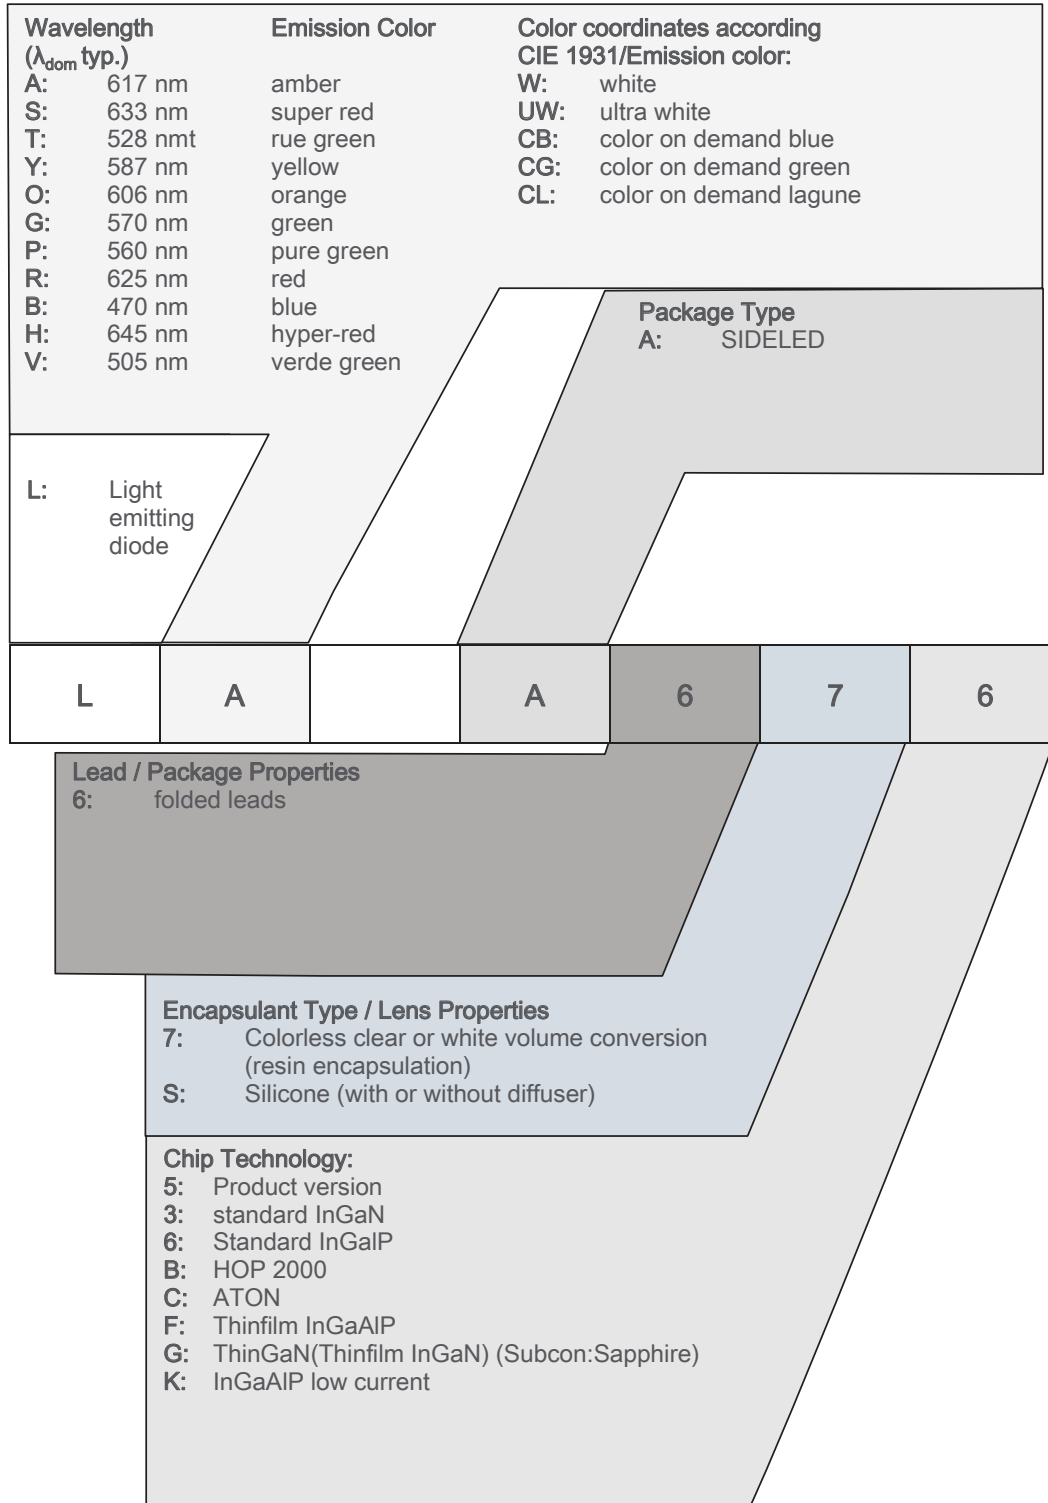 Wavelength Emission Color
(λdom typ.)
A: 617 nm amber
S: 633 nm super red
T: 528 nmt rue green
Y: 587 nm yellow
O: 606 nm orange
G: 570 nm green
P: 560 nm pure green
R: 625 nm red
B: 470 nm blue
H: 645 nm hyper-red
V: 505 nm verde green
Color coordinates according
CIE 1931/Emission color:
W: white
UW: ultra white
CB: color on demand blue
CG: color on demand green
CL: color on demand lagune
Package Type
A: SIDELED
L: Light
emitting
diode
L A A 6 7 6
Lead / Package Properties
6: folded leads
Encapsulant Type / Lens Properties
7: Colorless clear or white volume conversion
(resin encapsulation)
S: Silicone (with or without diffuser)
Chip Technology:
5: Product version
3: standard InGaN
6: Standard InGalP
B: HOP 2000
C: ATON
F: Thinfilm InGaAlP
G: ThinGaN(Thinfilm InGaN) (Subcon:Sapphire)
K: InGaAlP low current